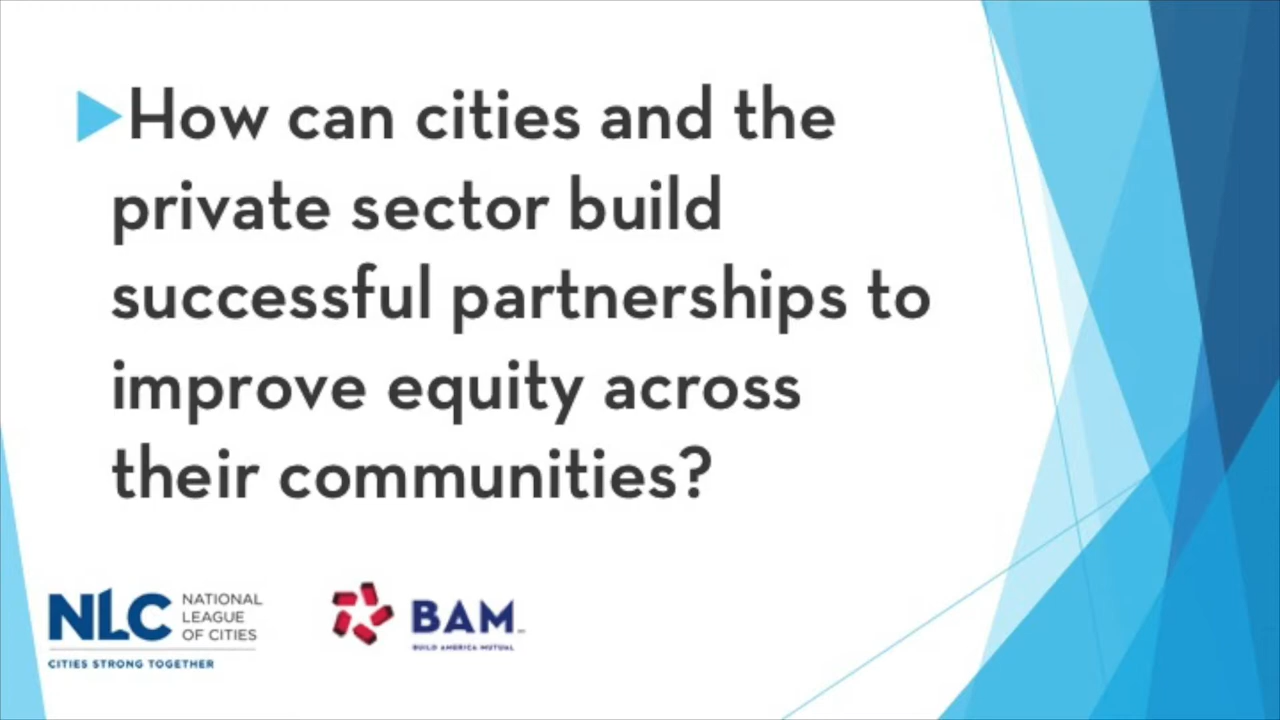 How can cities and the
private sector build
successful partnerships to
improve equity across
their communities?
NLC NATIONAL
LEAGUE
OF CITIES
CITIES STRONG TOGETHER
BAM
BUILD AMERICA MUTUAL